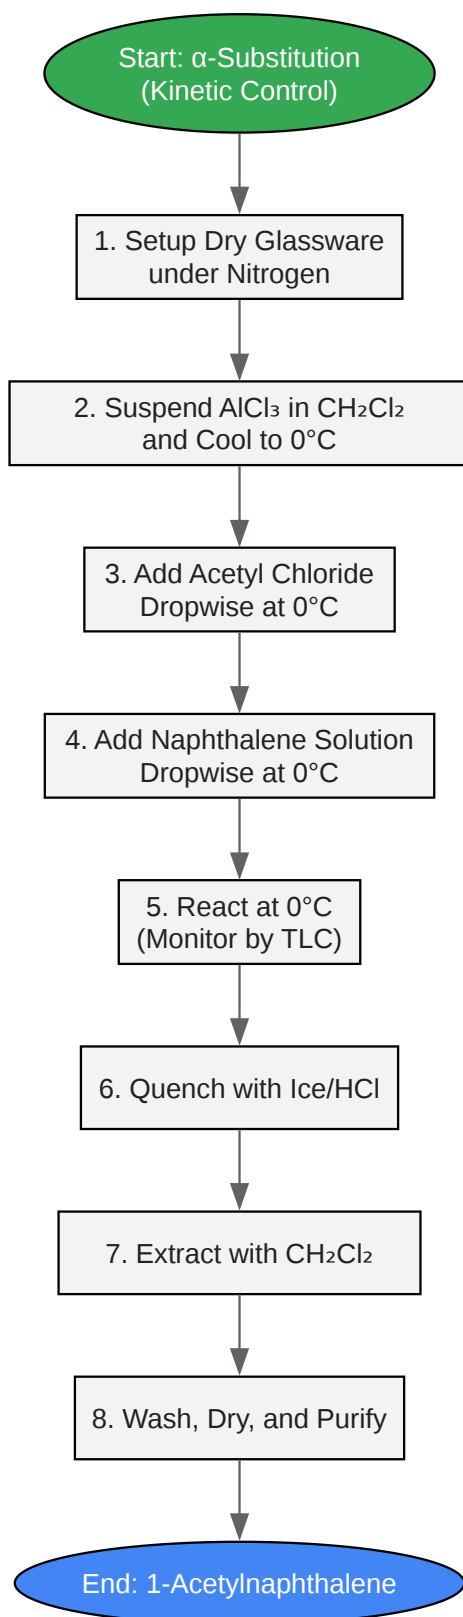 Start: α-Substitution
(Kinetic Control)
1. Setup Dry Glassware
under Nitrogen
2. Suspend AlCl₃ in CH₂Cl₂
and Cool to 0°C
3. Add Acetyl Chloride
Dropwise at 0°C
4. Add Naphthalene Solution
Dropwise at 0°C
5. React at 0°C
(Monitor by TLC)
6. Quench with Ice/HCl
7. Extract with CH₂Cl₂
8. Wash, Dry, and Purify
End: 1-Acetylnaphthalene